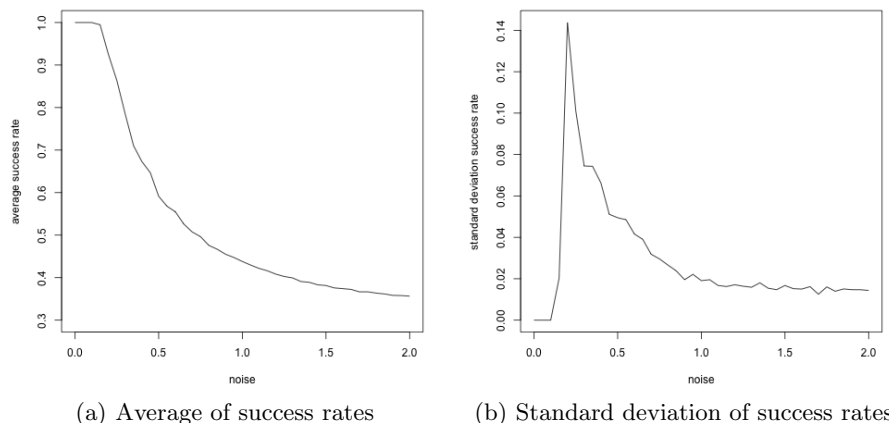 average success rate
1.0
0.9
0.8
0.7
0.6
0.5
0.4
0.3
0.0 0.5 1.0 1.5 2.0
noise
(a) Average of success rates
standard deviation success rate
0.14
0.12
0.10
0.08
0.06
0.04
0.02
0.00
0.0 0.5 1.0 1.5 2.0
noise
(b) Standard deviation of success rates